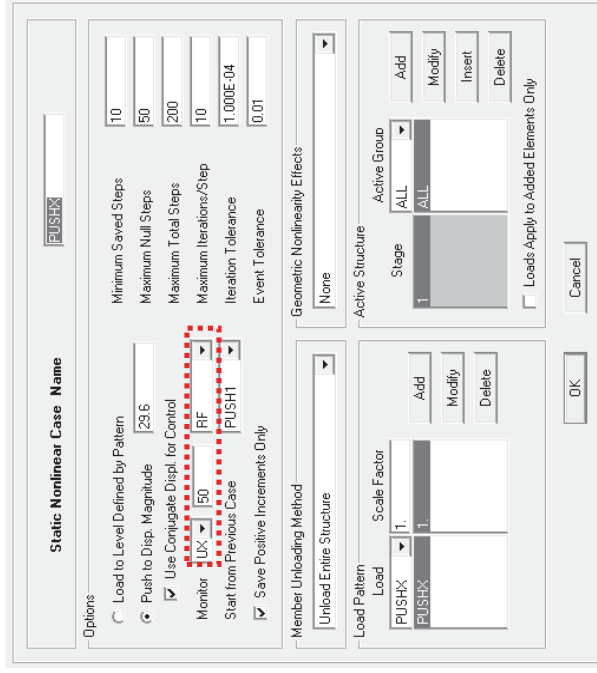 Static Nonlinear Case Name PUSHX
Options
Load to Level Defined by Pattern
Push to Disp. Magnitude 29.6
Use Conjugate Displ. for Control
Monitor UX 50 RF
Start from Previous Case PUSH1
Save Positive Increments Only
Minimum Saved Steps 10
Maximum Null Steps 50
Maximum Total Steps 200
Maximum Iterations/Step 10
Iteration Tolerance 1.000E-04
Event Tolerance 0.01
Member Unloading Method
Unload Entire Structure
Geometric Nonlinearity Effects
None
Load Pattern
Load Scale Factor
PUSHX 1.
PUSHX 1.
Add
Modify
Delete
Active Structure
Stage Active Group
ALL
1 ALL
Add
Modify
Insert
Delete
Loads Apply to Added Elements Only
OK Cancel